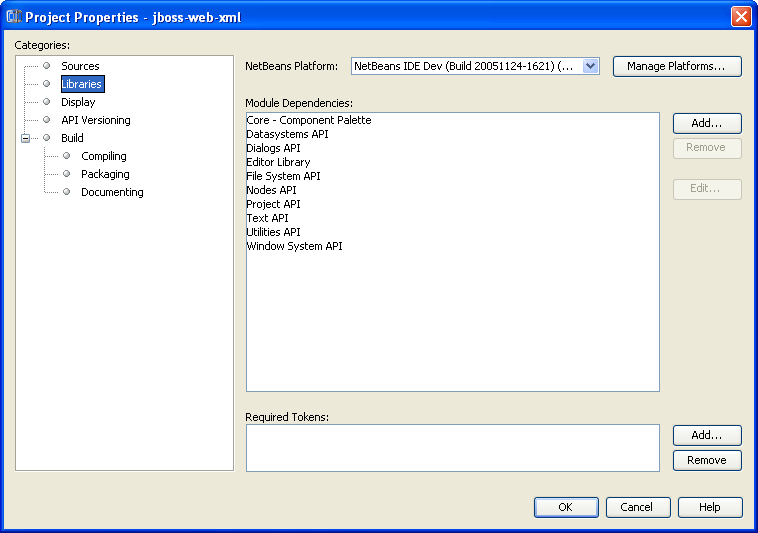 Project Properties - jboss-web-xml
Categories:
Sources
Libraries
Display
API Versioning
Build
Compiling
Packaging
Documenting
NetBeans Platform: NetBeans IDE Dev (Build 20051124-1621) (... Manage Platforms...
Module Dependencies:
Core - Component Palette
Datasystems API
Dialogs API
Editor Library
File System API
Nodes API
Project API
Text API
Utilities API
Window System API
Add...
Remove
Edit...
Required Tokens:
Add...
Remove
OK Cancel Help